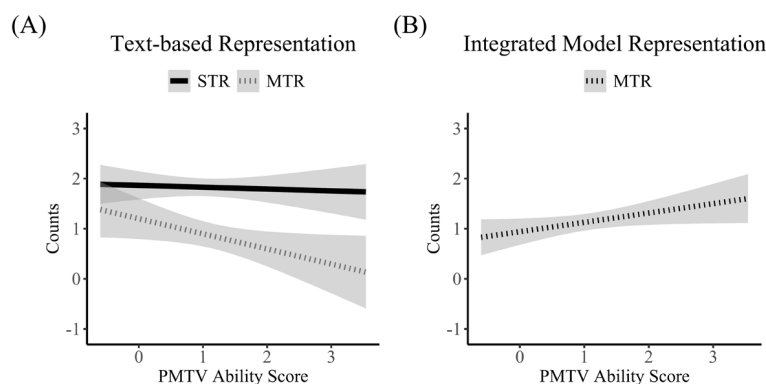 (A)
Text-based Representation
STR MTR
Counts
3
2
1
0
-1
0 1 2 3
PMTV Ability Score
(B)
Integrated Model Representation
MTR
Counts
3
2
1
0
-1
0 1 2 3
PMTV Ability Score